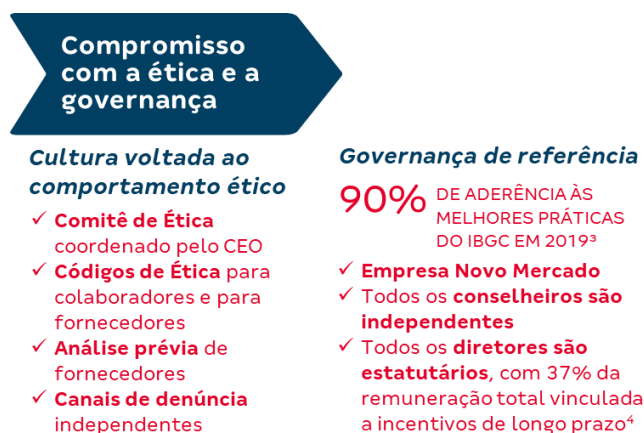 Compromisso
com a ética e a
governança
Cultura voltada ao
comportamento ético
✓ Comitê de Ética
coordenado pelo CEO
✓ Códigos de Ética para
colaboradores e para
fornecedores
✓ Análise prévia de
fornecedores
✓ Canais de denúncia
independentes
Governança de referência
90% DE ADERÊNCIA ÀS
MELHORES PRÁTICAS
DO IBGC EM 2019³
✓ Empresa Novo Mercado
✓ Todos os conselheiros são
independentes
✓ Todos os diretores são
estatutários, com 37% da
remuneração total vinculada
a incentivos de longo prazo⁴